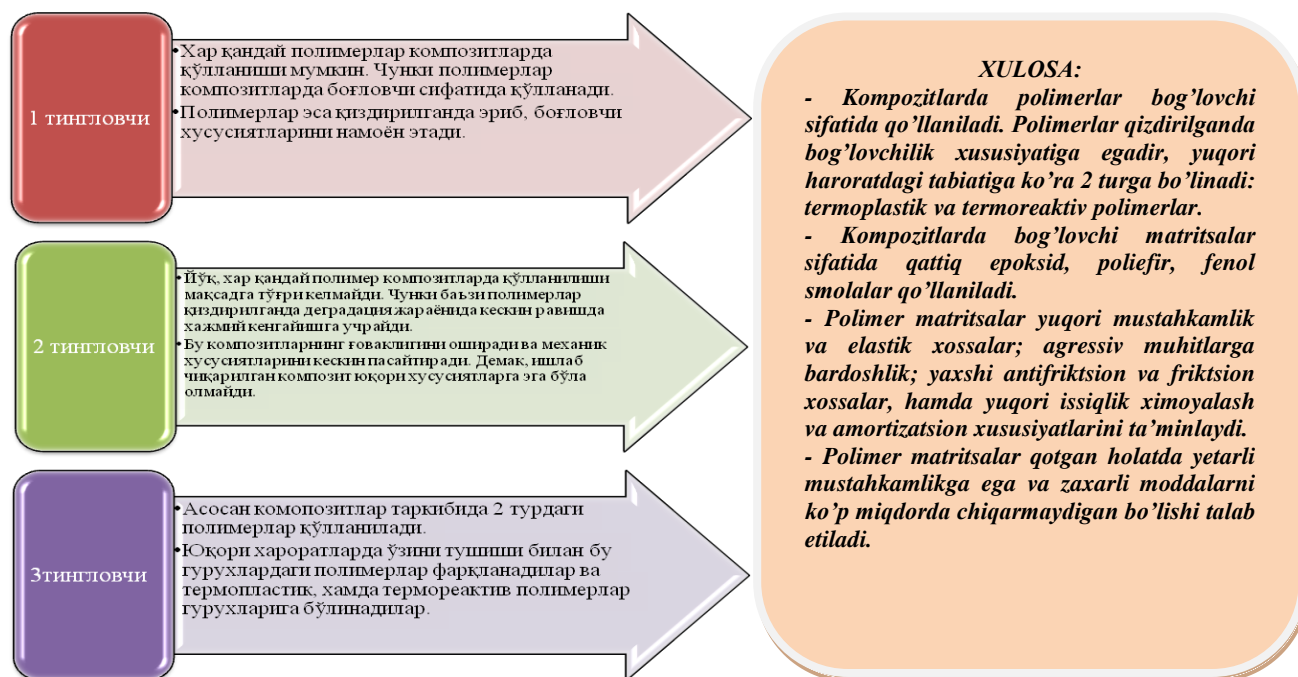 1 тингловчи
•Хар қандай полимерлар композитларда
қўлланиши мумкин. Чунки полимерлар
композитларда боғловчи сифатида қўлланади.
•Полимерлар эса қиздирилганда эриб, боғловчи
хусусиятларини намоён этади.
2 тингловчи
•Йўқ, хар қандай полимер композитларда қўлланилиши
мақсадга тўғри келмайди. Чунки баьзи полимерлар
қиздирилганда деградация жараёнида кескин равишда
хажмий кенгайишга учрайди.
•Бу композитларнинг ғоваклигини оширади ва механик
хусусиятларини кескин пасайтиради. Демак, ишлаб
чиқарилган композит юқори хусусиятларга эга бўла
олмайди.
3тингловчи
•Асосан комопозитлар таркибида 2 турдаги
полимерлар қўлланилади.
•Юқори хароратларда ўзини тушиши билан бу
гурухлардаги полимерлар фарқланадилар ва
термопластик, хамда термореактив полимерлар
гурухларига бўлинадилар.
XULOSA:
- Kompozitlarda polimerlar bog’lovchi
sifatida qo’llaniladi. Polimerlar qizdirilganda
bog’lovchilik xususiyatiga egadir, yuqori
haroratdagi tabiatiga ko’ra 2 turga bo’linadi:
termoplastik va termoreaktiv polimerlar.
- Kompozitlarda bog’lovchi matritsalar
sifatida qattiq epoksid, poliefir, fenol
smolalar qo’llaniladi.
- Polimer matritsalar yuqori mustahkamlik
va elastik xossalar; agressiv muhitlarga
bardoshlik; yaxshi antifriktsion va friktsion
xossalar, hamda yuqori issiqlik ximoyalash
va amortizatsion xususiyatlarini ta’minlaydi.
- Polimer matritsalar qotgan holatda yetarli
mustahkamlikga ega va zaxarli moddalarni
ko’p miqdorda chiqarmaydigan bo’lishi talab
etiladi.